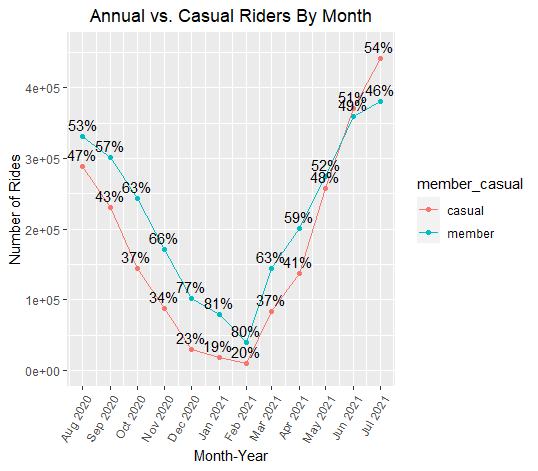 Annual vs. Casual Riders By Month
Number of Rides
4e+05
3e+05
2e+05
1e+05
0e+00
53%
57%
63%
66%
77%
81%
80%
63%
59%
52%
49%
46%
47%
43%
37%
34%
23%
19%
20%
37%
41%
48%
51%
54%
Aug 2020
Sep 2020
Oct 2020
Nov 2020
Dec 2020
Jan 2021
Feb 2021
Mar 2021
Apr 2021
May 2021
Jun 2021
Jul 2021
Month-Year
member_casual
casual
member